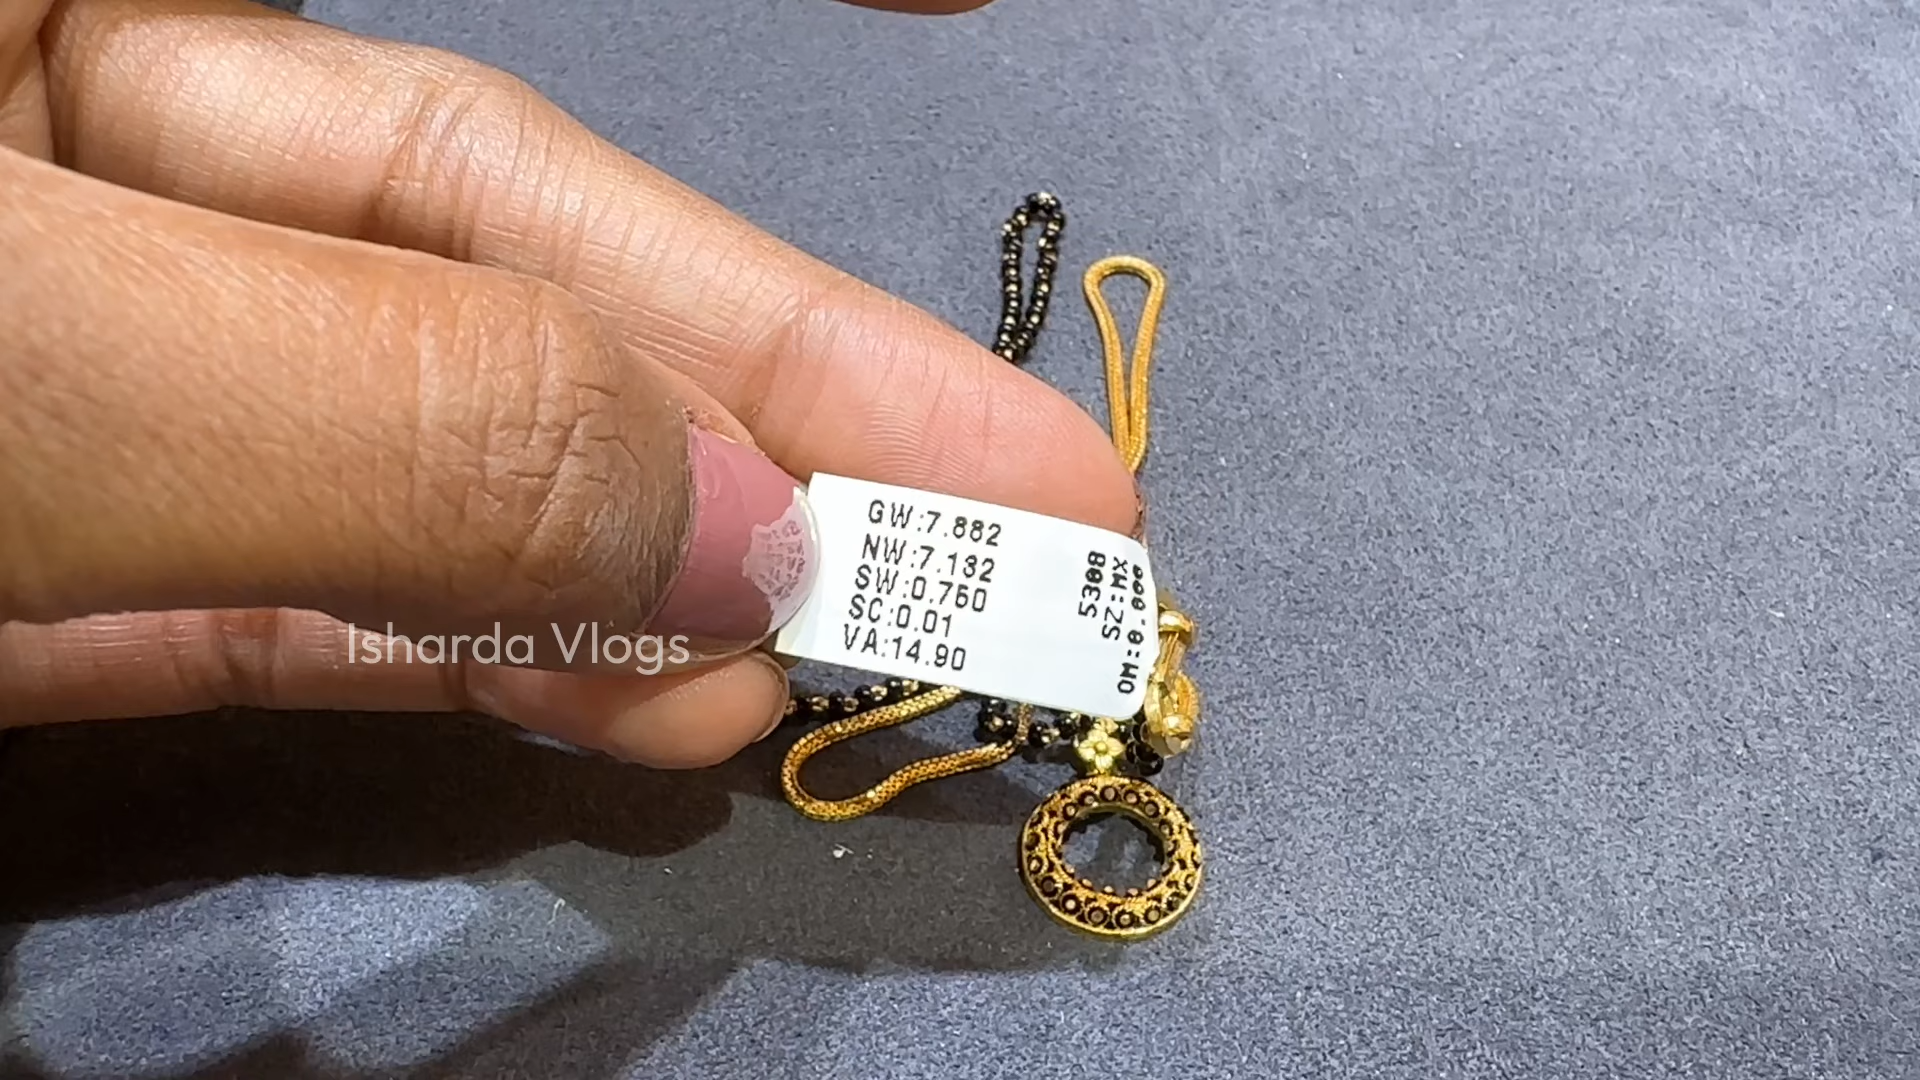 GW:7.882
NW:7.132
SW:0.750
SC:0.01
VA:14.90
5308
SZ:MX
OM:0.000
Isharda Vlogs